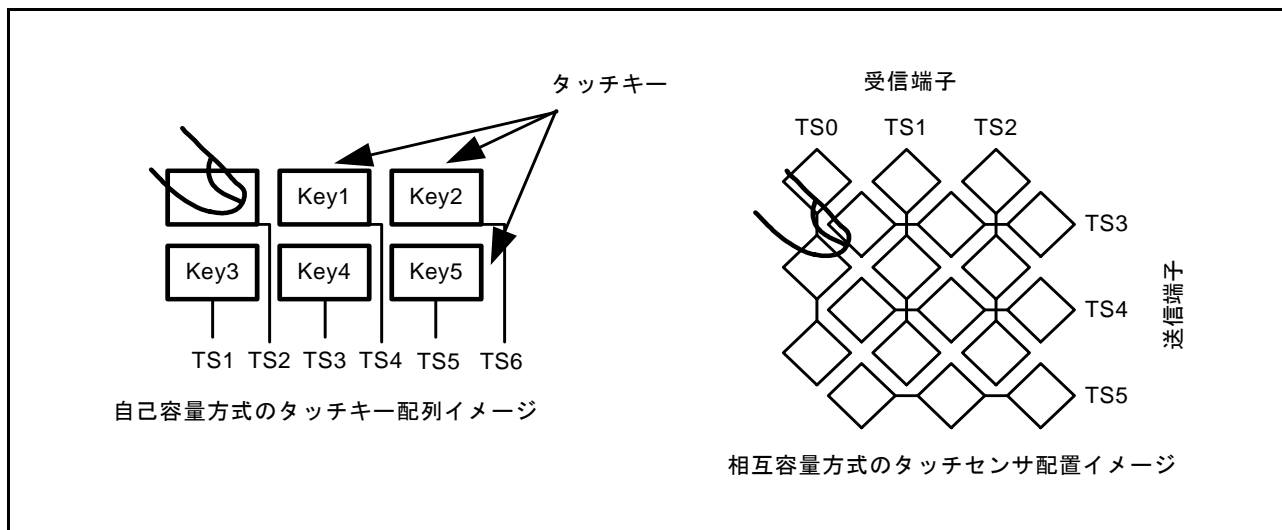 タッチキー
Key1 Key2
Key3 Key4 Key5
TS1 TS2 TS3 TS4 TS5 TS6
自己容量方式のタッチキー配列イメージ
受信端子
TS0 TS1 TS2
TS3
TS4
TS5
送信端子
相互容量方式のタッチセンサ配置イメージ